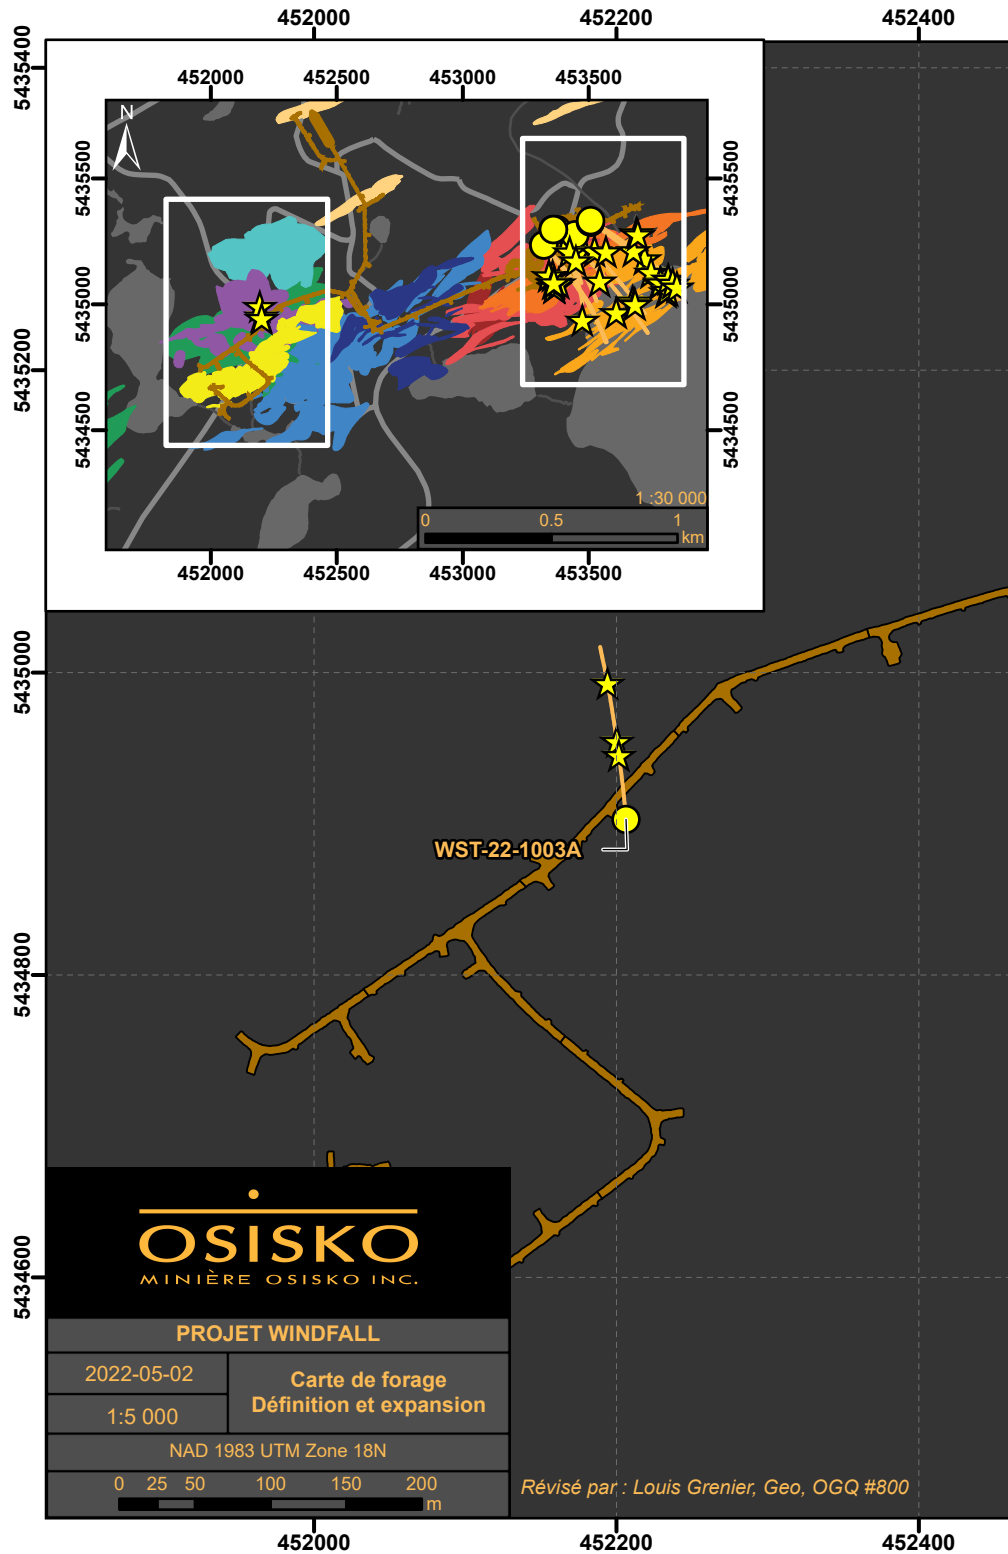 452000
452200
452400
5435400
452000
452500
453000
453500
N
5435500
5435500
5435000
5435000
5434500
5434500
1 :30 000
0
0.5
1
km
452000
452500
453000
453500
5435200
5435000
WST-22-1003A
5434800
5434600
OSISKO
MINIÈRE OSISKO INC.
PROJET WINDFALL
2022-05-02
Carte de forage
Définition et expansion
1:5 000
NAD 1983 UTM Zone 18N
0 25 50 100 150 200
m
Révisé par : Louis Grenier, Geo, OGQ #800
452000
452200
452400